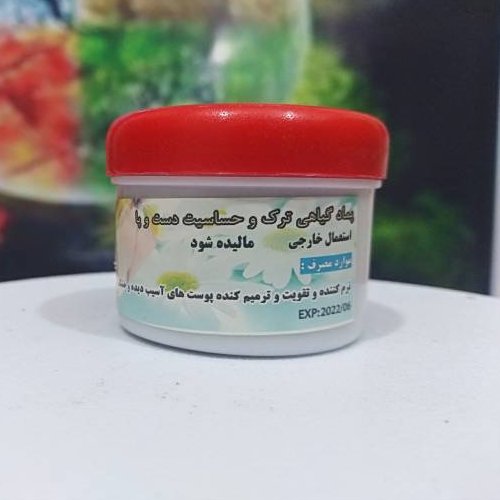 پماد گیاهی ترک و حساسیت دست و پا
استعمال خارجی مالیده شود
موارد مصرف :
نرم کننده و تقویت و ترمیم کننده پوست های آسیب دیده و
EXP:2022/06